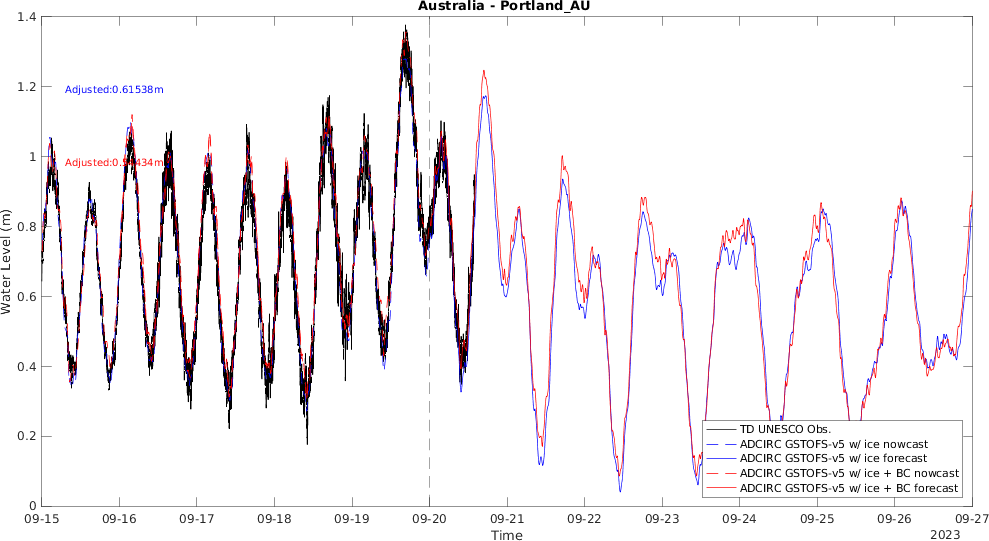 Australia - Portland_AU
1.4
1.2
1
0.8
0.6
0.4
0.2
0
Water Level (m)
Adjusted:0.61538m
TD UNESCO Obs.
ADCIRC GSTOFS-v5 w/ ice nowcast
ADCIRC GSTOFS-v5 w/ ice forecast
ADCIRC GSTOFS-v5 w/ ice + BC nowcast
ADCIRC GSTOFS-v5 w/ ice + BC forecast
09-15 09-16 09-17 09-18 09-19 09-20 09-21 09-22 09-23 09-24 09-25 09-26 09-27
Time
2023